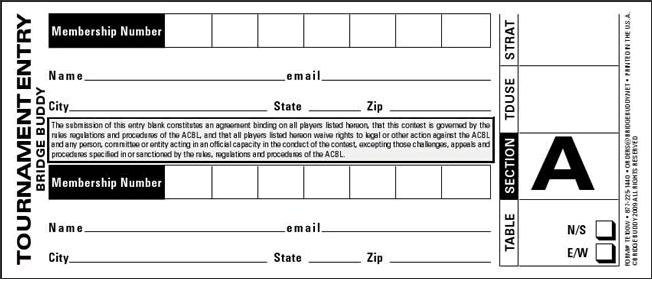 TOURNAMENT ENTRY
BRIDGE BUDDY
Membership Number
Name email
City State Zip
The submission of this entry blank constitutes an agreement binding on all players listed hereon, that this contest is governed by the
rules regulations and procedures of the ACBL, and that all players listed hereon waive rights to legal or other action against the ACBL
and any person, committee or entity acting in an official capacity in the conduct of the contest, excepting those challenges, appeals and
procedures specified in or sanctioned by the rules, regulations and procedures of the ACBL.
Membership Number
Name email
City State Zip
STRAT
TDUSE
SECTION
A
TABLE
N/S
E/W
• 877-225-1440 • ORDERS@BRIDGEBUDDY.NET • PRINTED IN THE U.S.A.
© BRIDGE BUDDY 2009 ALL RIGHTS RESERVED